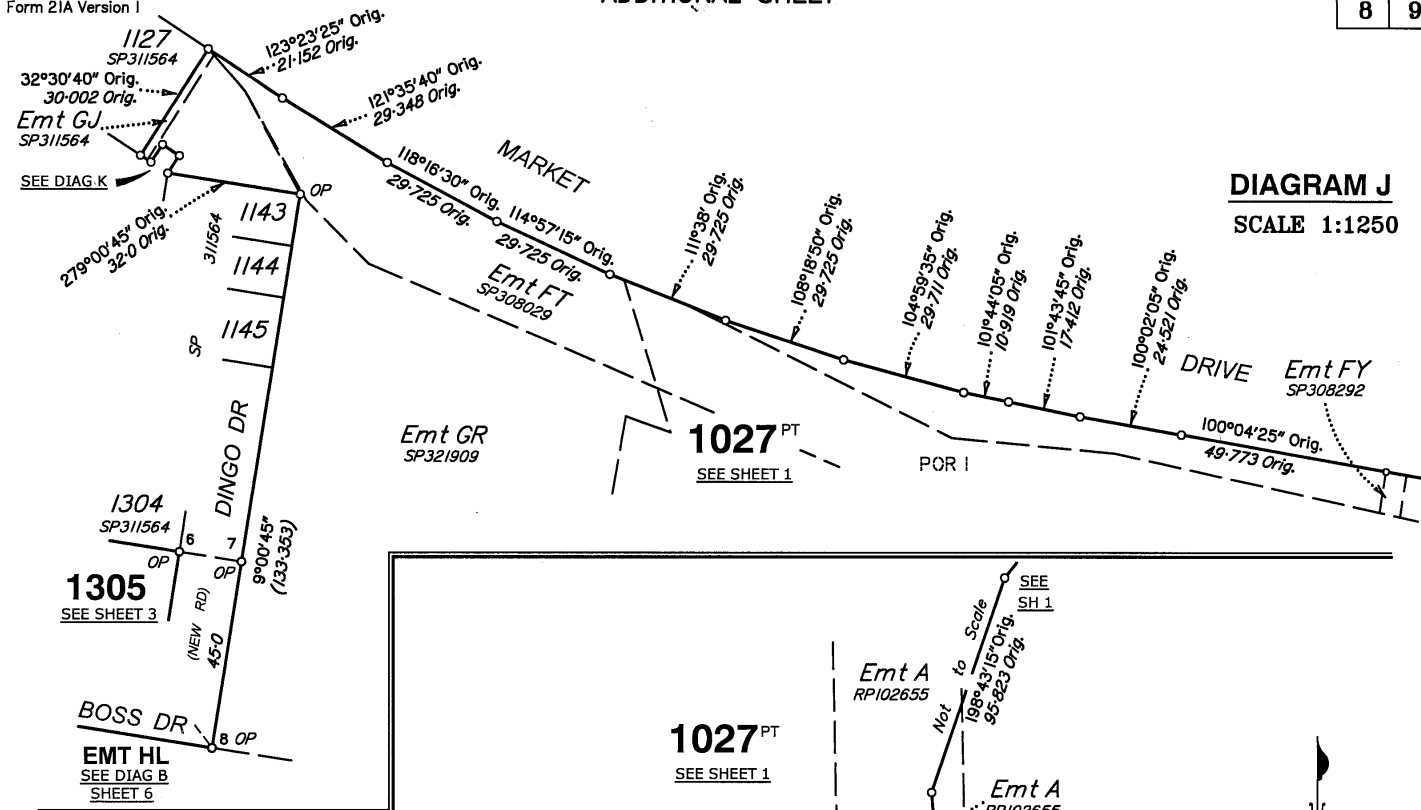 Form 21A Version 1
ADDITIONAL SHEET
8 9
1127
SP311564
32°30'40" Orig.
30·002 Orig.
Emt GJ
SP311564
SEE DIAG K
279°00'45" Orig.
32·0 Orig.
123°23'25" Orig.
21·152 Orig.
121°35'40" Orig.
29·348 Orig.
118°16'30" Orig.
29·725 Orig.
MARKET
114°57'15" Orig.
29·725 Orig.
111°38' Orig.
29·725 Orig.
108°18'50" Orig.
29·725 Orig.
104°59'35" Orig.
29·711 Orig.
101°44'05" Orig.
10·919 Orig.
101°43'45" Orig.
17·412 Orig.
100°02'05" Orig.
24·521 Orig.
DRIVE
100°04'25" Orig.
49·773 Orig.
Emt FY
SP308292
DIAGRAM J
SCALE 1:1250
OP
1143
1144
1145
SP 311564
Emt FT
SP308029
Emt GR
SP321909
1027 PT
SEE SHEET 1
POR 1
DINGO DR
1304
SP311564
6
7
OP
OP
9°00'45"
(133·353)
1305
SEE SHEET 3
(NEW RD)
45·0
BOSS DR
8 OP
EMT HL
SEE DIAG B
SHEET 6
SEE
SH 1
Not to Scale
198°43'15" Orig.
95·823 Orig.
Emt A
RP102655
1027 PT
SEE SHEET 1
Emt A
RP102655